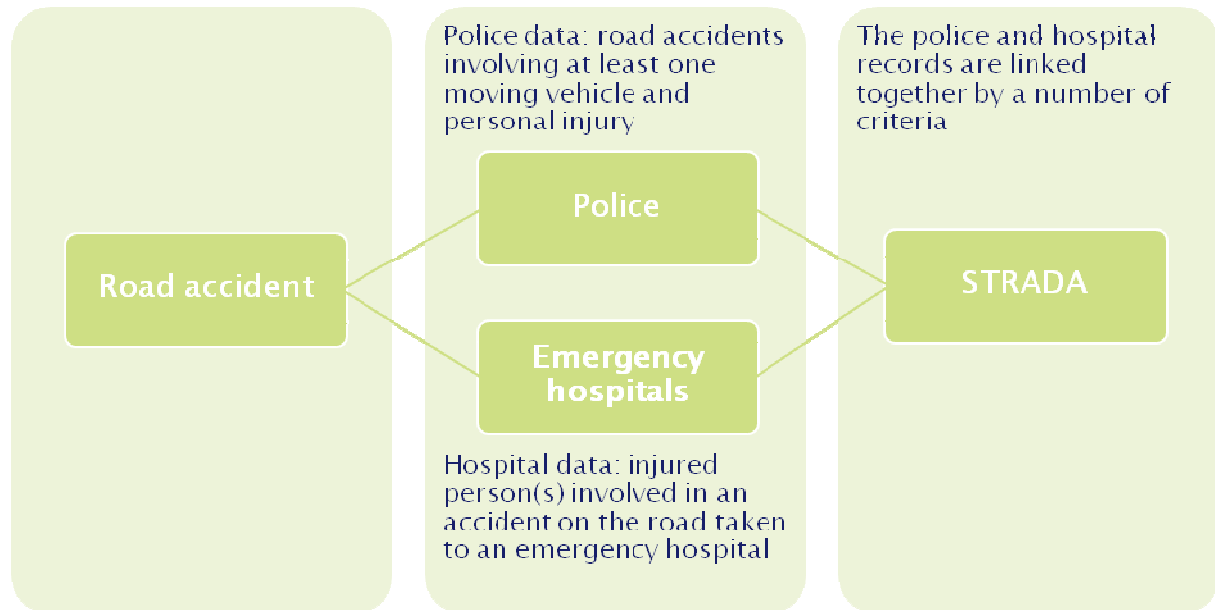 Road accident
Police data: road accidents
involving at least one
moving vehicle and
personal injury
Police
Emergency
hospitals
Hospital data: injured
person(s) involved in an
accident on the road taken
to an emergency hospital
The police and hospital
records are linked
together by a number of
criteria
STRADA